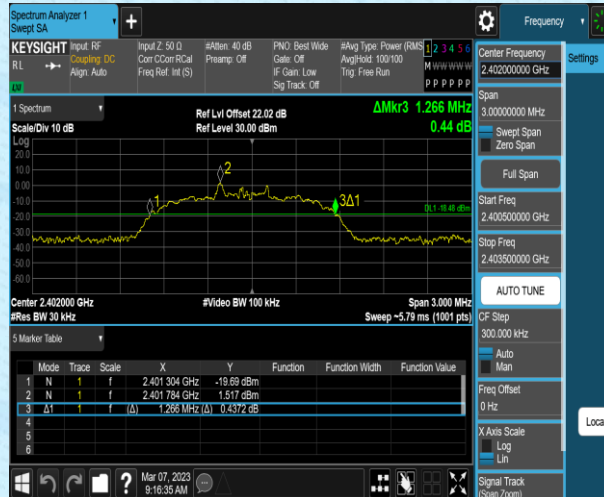 Spectrum Analyzer 1
Swept SA
+
Frequency
KEYSIGHT
RL
Input: RF
Coupling: DC
Align: Auto
Input Z: 50 Ω
Corr CCorr RCal
Freq Ref: Int (S)
#Atten: 40 dB
Preamp: Off
PNO: Best Wide
Gate: Off
IF Gain: Low
Sig Track: Off
#Avg Type: Power (RMS
Avg|Hold: 100/100
Trig: Free Run
1 2 3 4 5 6
M W W W W W
P P P P P P
1 Spectrum
Scale/Div 10 dB
Log
Ref Lvl Offset 22.02 dB
Ref Level 30.00 dBm
ΔMkr3 1.266 MHz
0.44 dB
20.0
10.0
0.00
-10.0
-20.0
-30.0
-40.0
-50.0
-60.0
1
2
3Δ1
DL1 -18.48 dBm
Center 2.402000 GHz
#Res BW 30 kHz
#Video BW 100 kHz
Span 3.000 MHz
Sweep ~5.79 ms (1001 pts)
5 Marker Table
Mode Trace Scale X Y Function Function Width Function Value
1 N 1 f 2.401 304 GHz -19.69 dBm
2 N 1 f 2.401 784 GHz 1.517 dBm
3 Δ1 1 f (Δ) 1.266 MHz (Δ) 0.4372 dB
4
5
6
Mar 07, 2023
9:16:35 AM
?
Center Frequency
2.402000000 GHz
Settings
Span
3.00000000 MHz
Swept Span
Zero Span
Full Span
Start Freq
2.400500000 GHz
Stop Freq
2.403500000 GHz
AUTO TUNE
CF Step
300.000 kHz
Auto
Man
Freq Offset
0 Hz
X Axis Scale
Log
Lin
Loca
Signal Track
(Span Zoom)